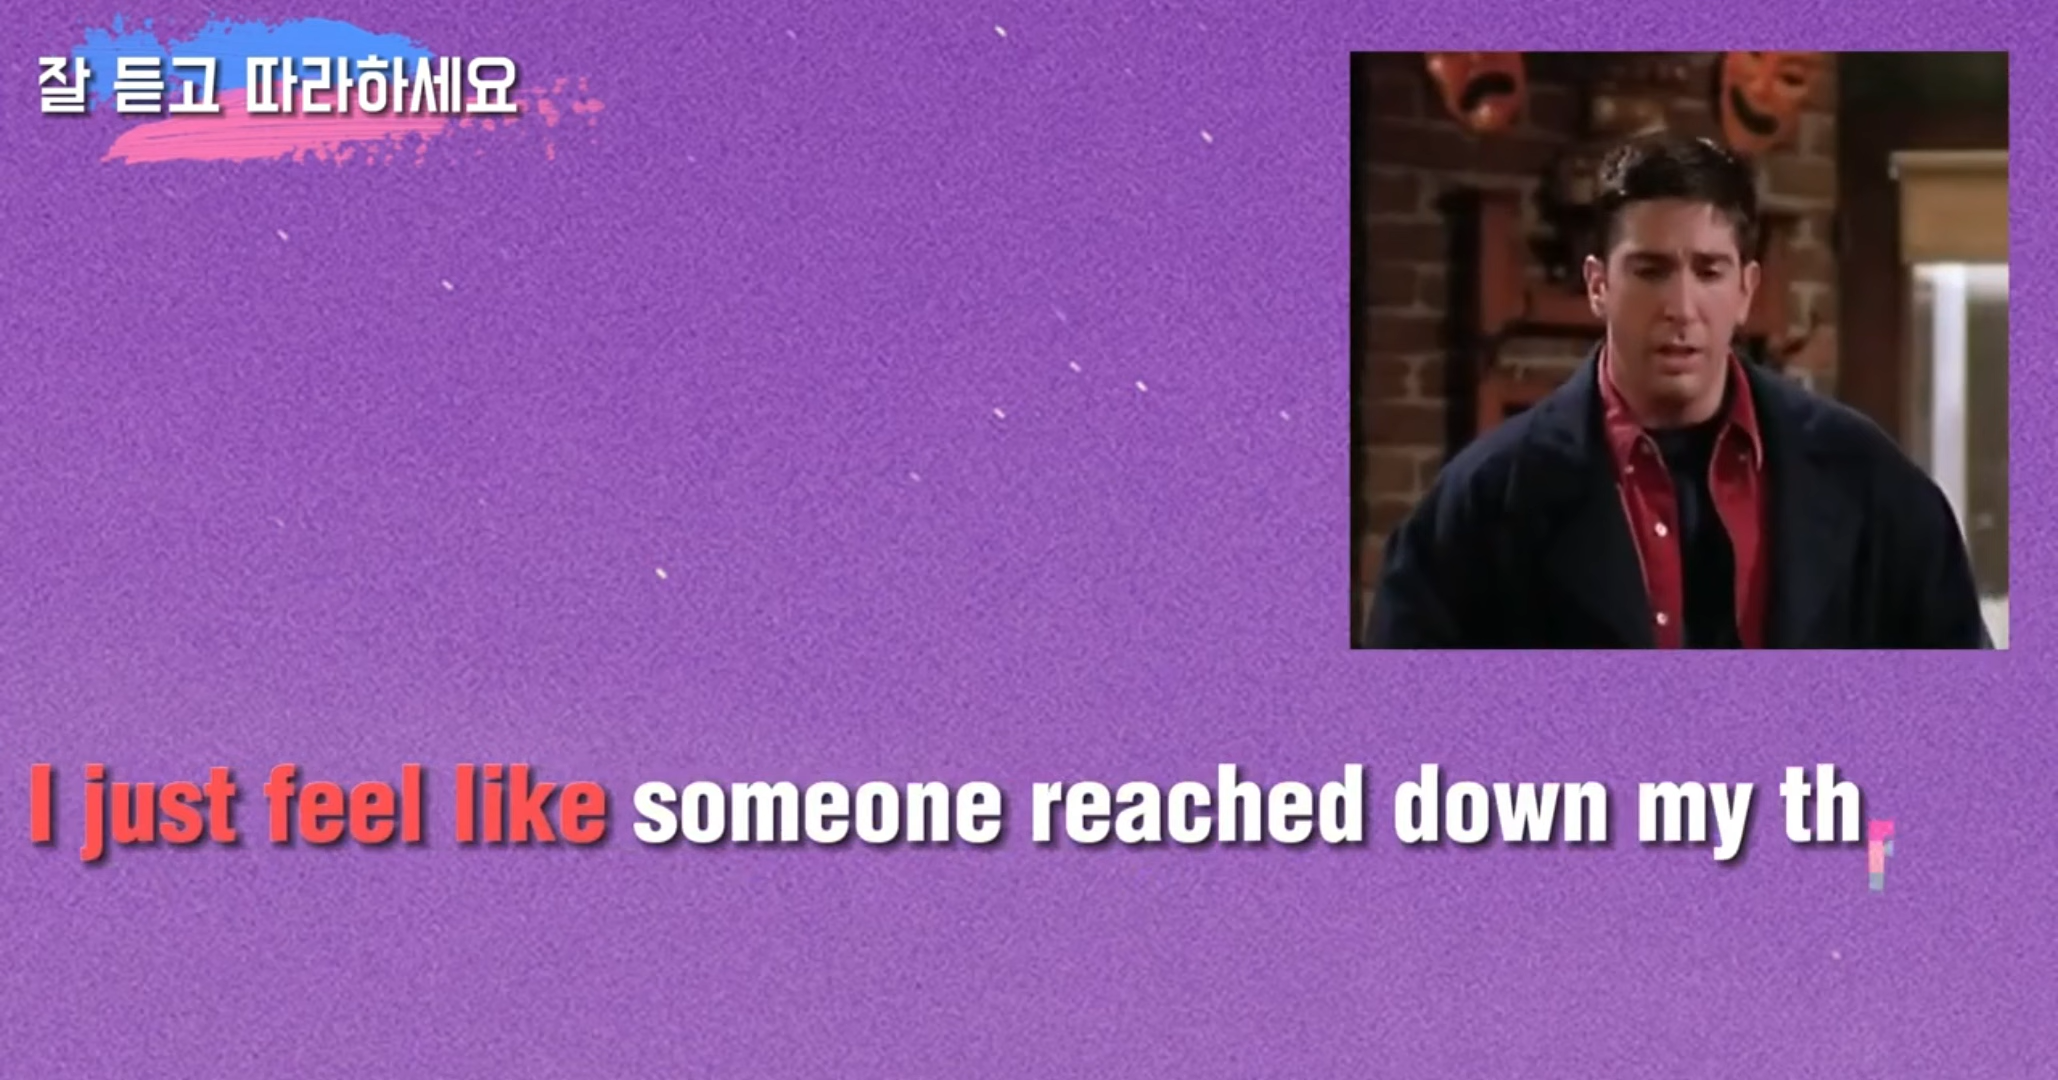 잘 듣고 따라하세요
I just feel like someone reached down my th